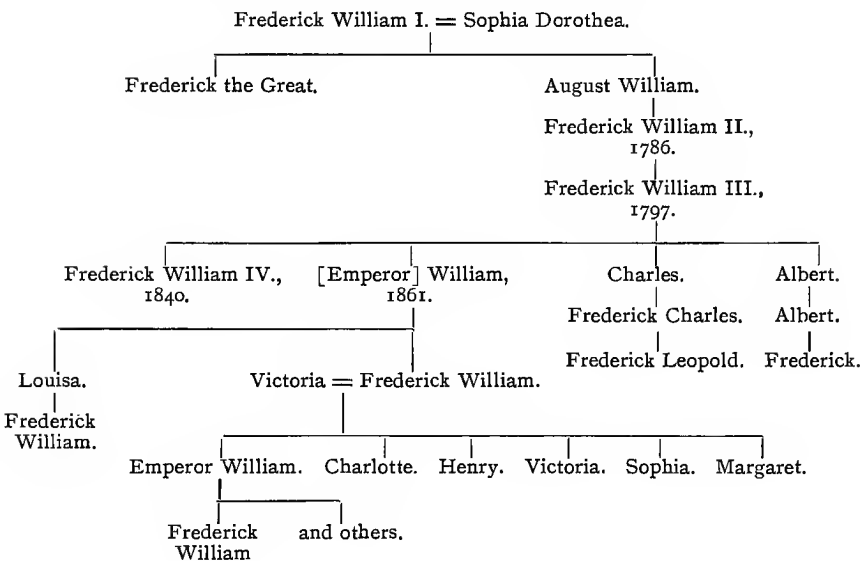 Frederick William I. = Sophia Dorothea.
Frederick the Great. August William.
Frederick William II.,
1786.
Frederick William III.,
1797.
Frederick William IV., [Emperor] William, Charles. Albert.
1840. 1861.
Frederick Charles. Albert.
Louisa. Victoria = Frederick William. Frederick Leopold. Frederick.
Frederick
William.
Emperor William. Charlotte. Henry. Victoria. Sophia. Margaret.
Frederick and others.
William